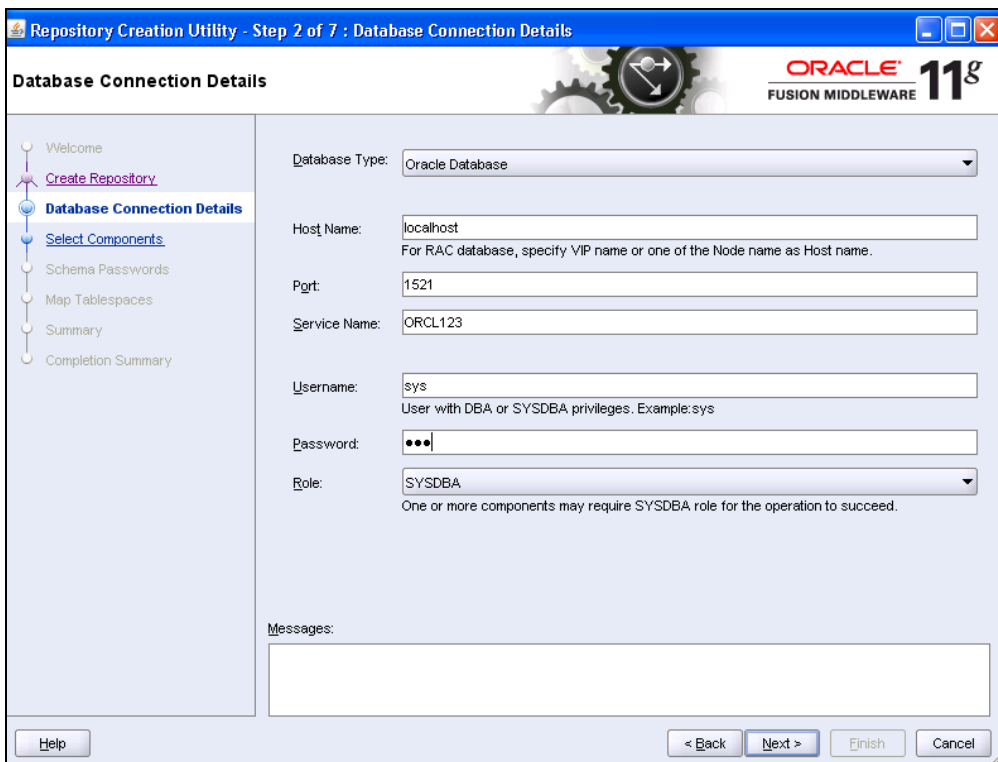 Repository Creation Utility - Step 2 of 7 : Database Connection Details
Database Connection Details
ORACLE
FUSION MIDDLEWARE 11g
Welcome
Create Repository
Database Connection Details
Select Components
Schema Passwords
Map Tablespaces
Summary
Completion Summary
Database Type: Oracle Database
Host Name: localhost
For RAC database, specify VIP name or one of the Node name as Host name.
Port: 1521
Service Name: ORCL123
Username: sys
User with DBA or SYSDBA privileges. Example:sys
Password: •••
Role: SYSDBA
One or more components may require SYSDBA role for the operation to succeed.
Messages:
Help
< Back
Next >
Finish
Cancel